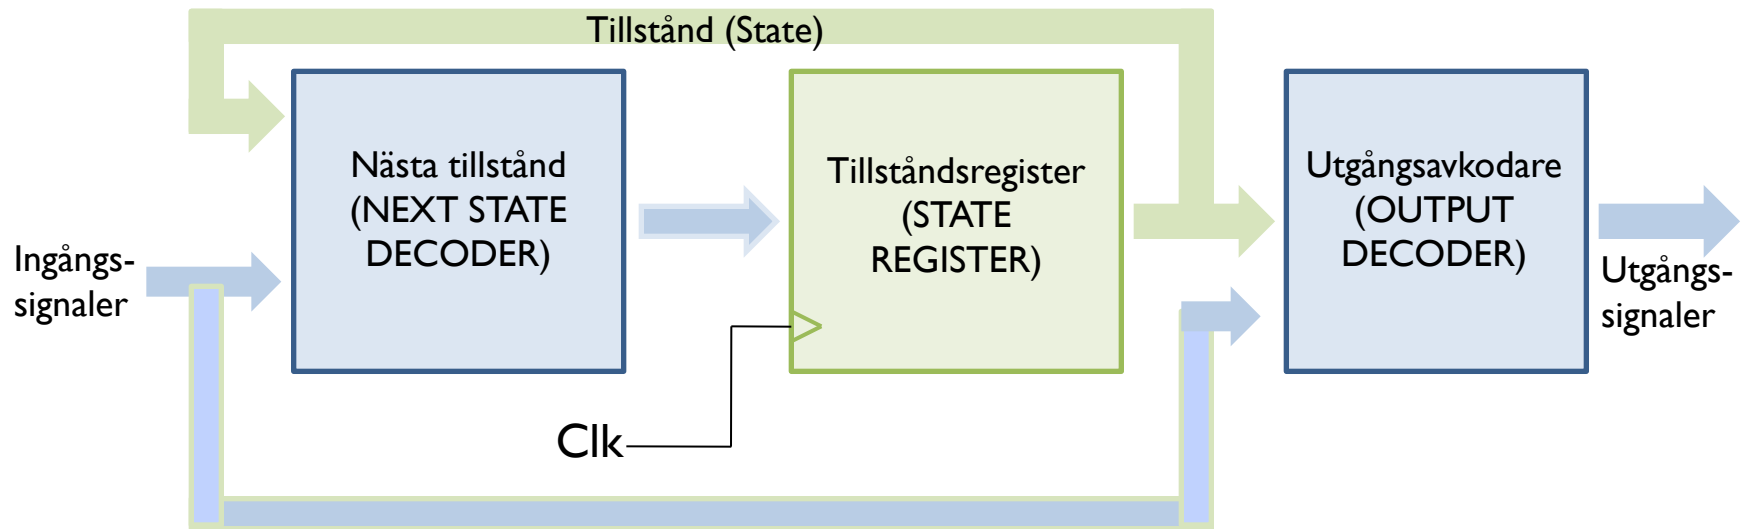 Tillstånd (State)
Nästa tillstånd
(NEXT STATE
DECODER)
Tillståndsregister
(STATE
REGISTER)
Utgångsavkodare
(OUTPUT
DECODER)
Ingångs-
signaler
Utgångs-
signaler
Clk